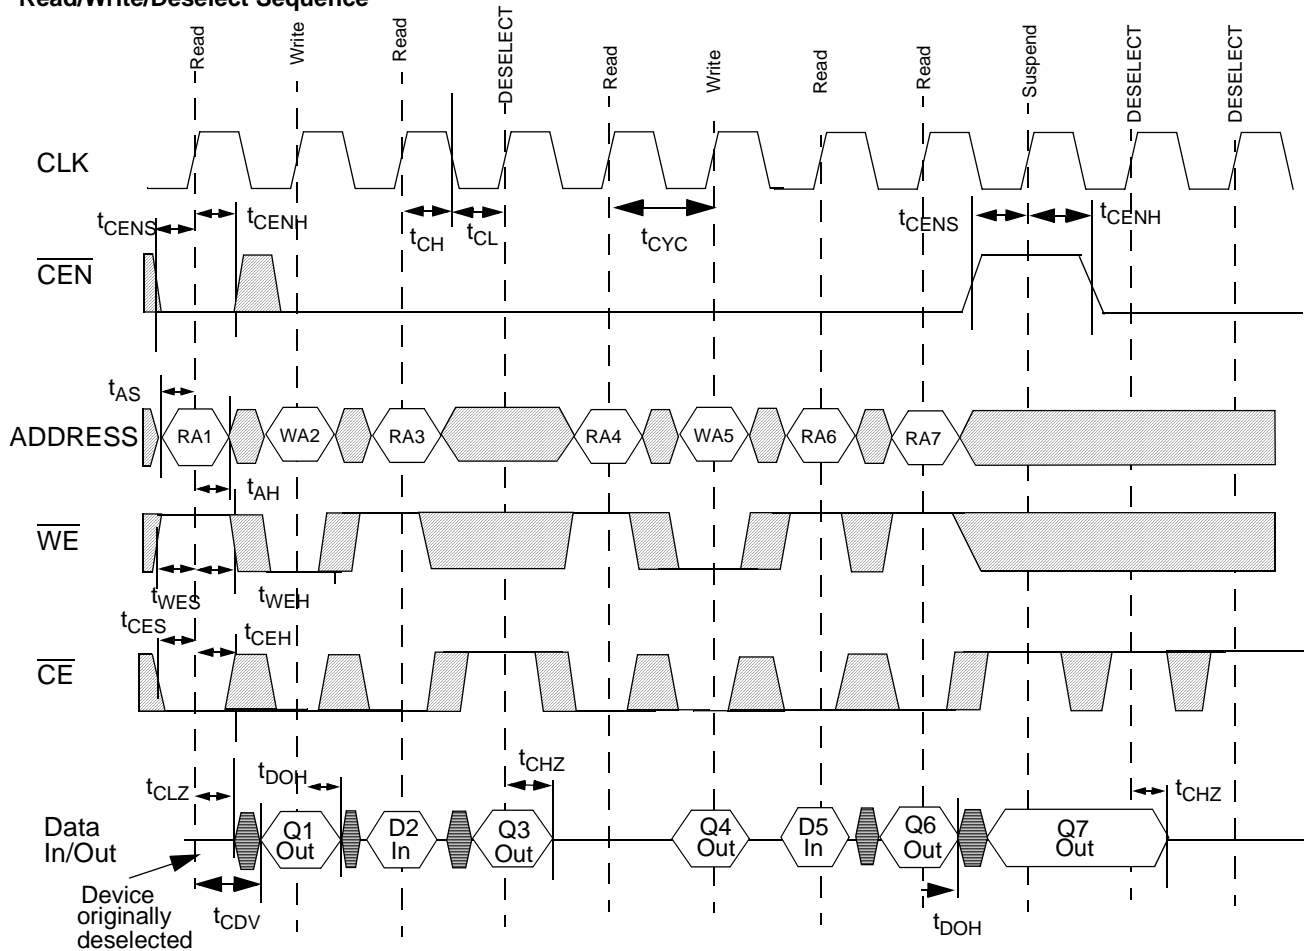 Read/Write/Deselect Sequence
Read
Write
Read
DESELECT
Read
Write
Read
Read
Suspend
DESELECT
DESELECT
CLK
tCENS
tCENH
tCH
tCL
tCYC
tCENS
tCENH
CEN
tAS
ADDRESS
RA1
WA2
RA3
RA4
WA5
RA6
RA7
tAH
WE
tWES
tWEH
tCES
tCEH
CE
tCLZ
tDOH
tCHZ
tCHZ
Data
In/Out
Q1
Out
D2
In
Q3
Out
Q4
Out
D5
In
Q6
Out
Q7
Out
Device
originally
deselected
tCDV
tDOH